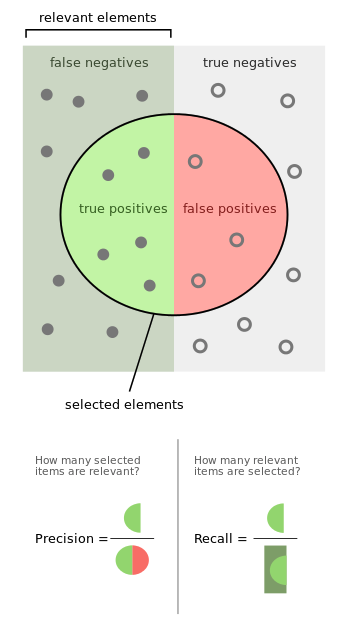 relevant elements
false negatives
true negatives
true positives
false positives
selected elements
How many selected
items are relevant?
How many relevant
items are selected?
Precision =
Recall =